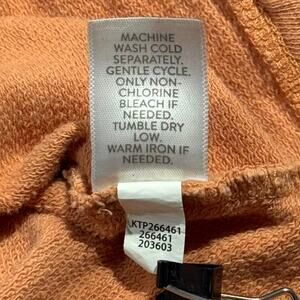 MACHINE
WASH COLD
SEPARATELY.
GENTLE CYCLE.
ONLY NON-
CHLORINE
BLEACH IF
NEEDED.
TUMBLE DRY
LOW.
WARM IRON IF
NEEDED.
KTP266461
266461
203603